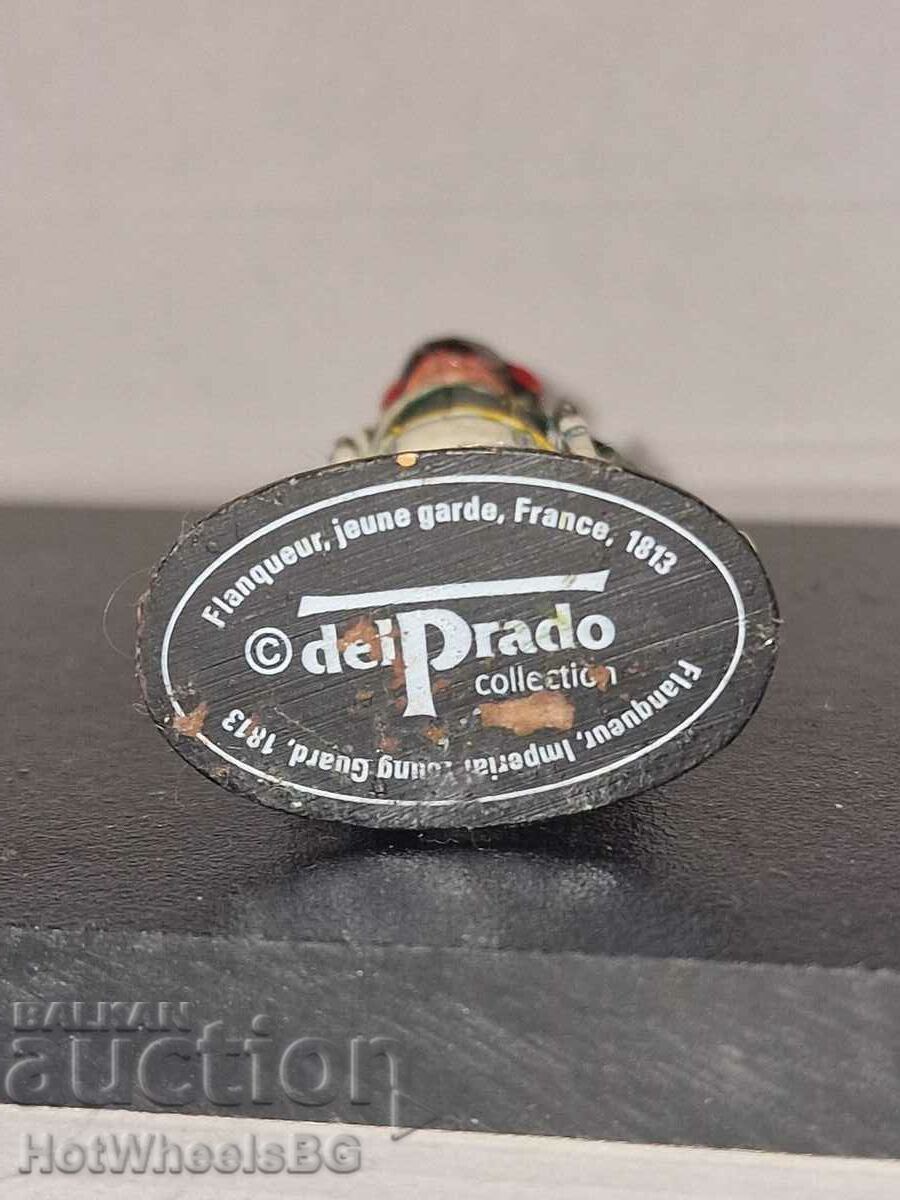 Flanqueur, jeune garde, France, 1813
© delPrado
collection
Flanqueur, Imperial Young Guard, 1813
BALKAN
auction
HotWheelsBG